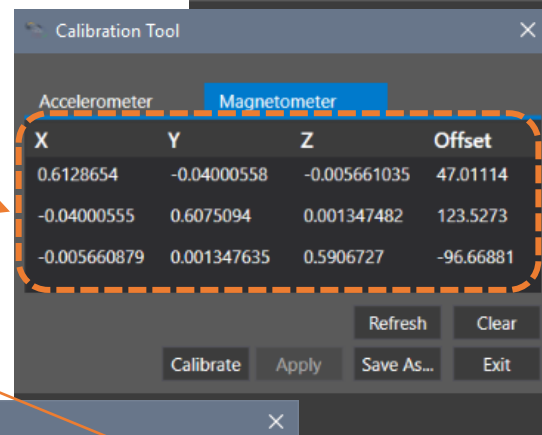 Calibration Tool
Accelerometer Magnetometer
X Y Z Offset
0.6128654 -0.04000558 -0.005661035 47.01114
-0.04000555 0.6075094 0.001347482 123.5273
-0.005660879 0.001347635 0.5906727 -96.66881
Refresh Clear
Calibrate Apply Save As... Exit